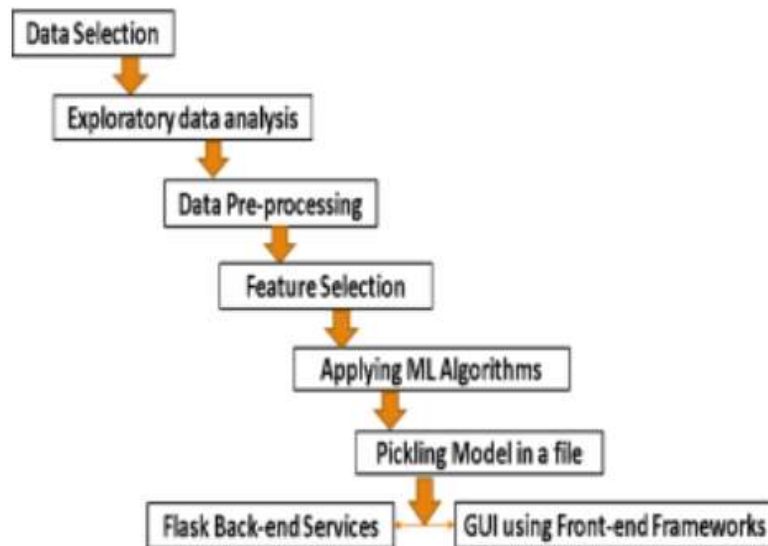 Data Selection
Exploratory data analysis
Data Pre-processing
Feature Selection
Applying ML Algorithms
Pickling Model in a file
Flask Back-end Services
GUI using Front-end Frameworks